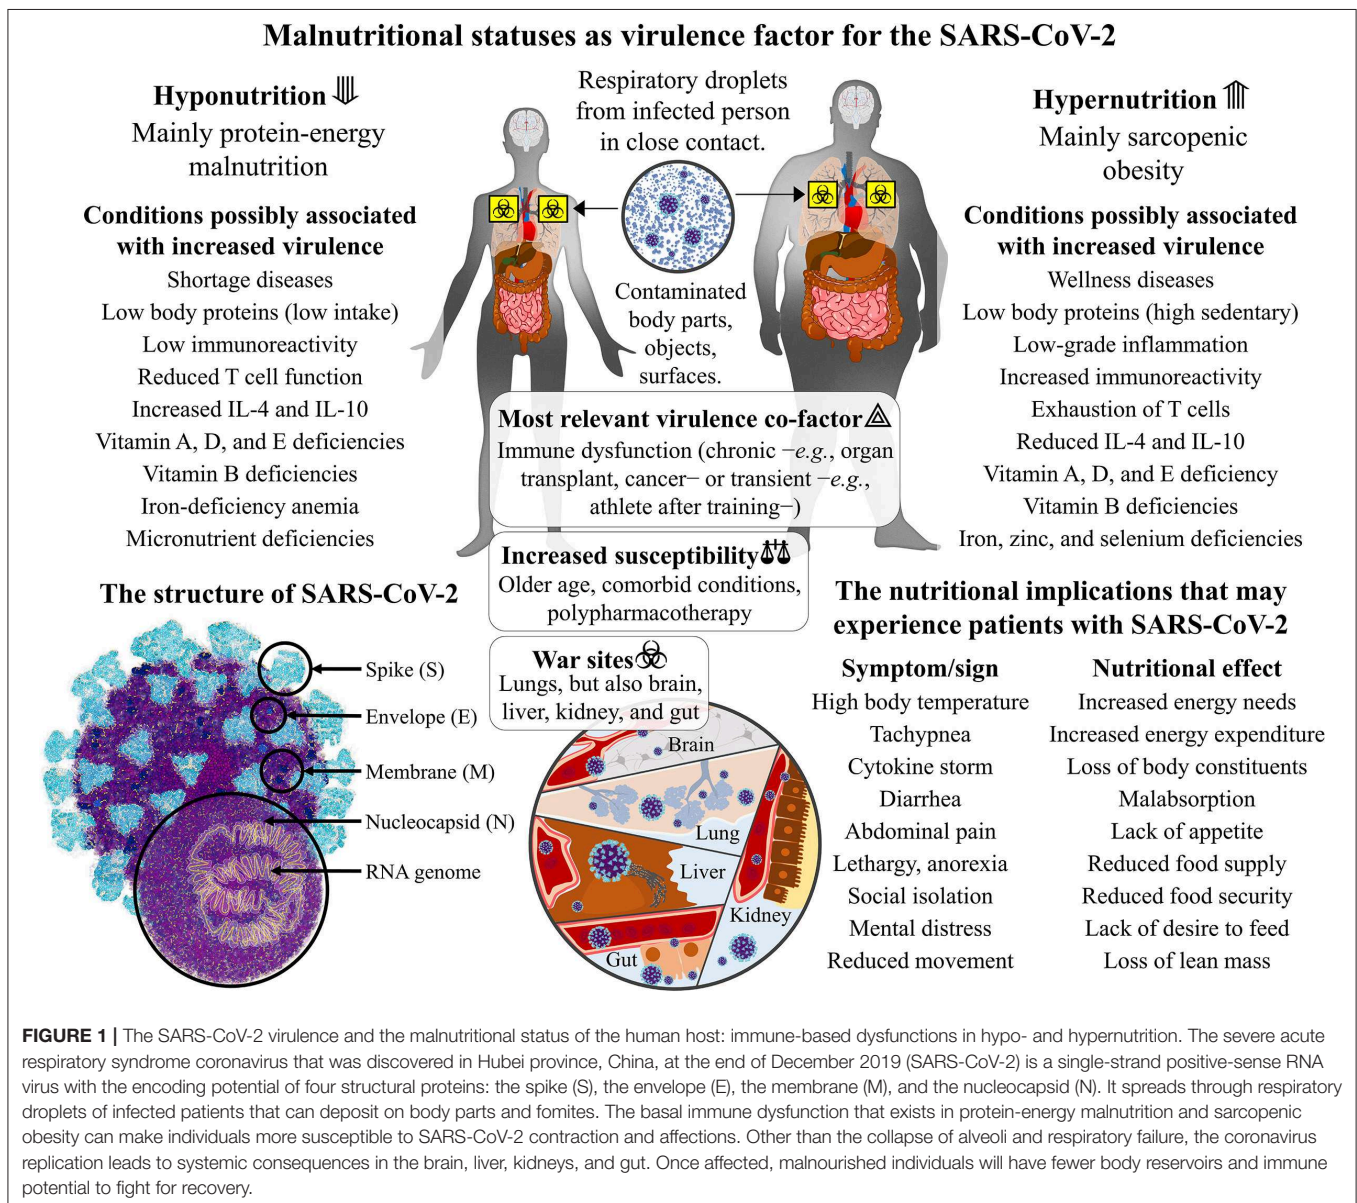 Malnutritional statuses as virulence factor for the SARS-CoV-2
Hyponutrition
Mainly protein-energy
malnutrition
Conditions possibly associated
with increased virulence
Shortage diseases
Low body proteins (low intake)
Low immunoreactivity
Reduced T cell function
Increased IL-4 and IL-10
Vitamin A, D, and E deficiencies
Vitamin B deficiencies
Iron-deficiency anemia
Micronutrient deficiencies
Respiratory droplets
from infected person
in close contact.
Contaminated
body parts,
objects,
surfaces.
Hypernutrition
Mainly sarcopenic
obesity
Conditions possibly associated
with increased virulence
Wellness diseases
Low body proteins (high sedentary)
Low-grade inflammation
Increased immunoreactivity
Exhaustion of T cells
Reduced IL-4 and IL-10
Vitamin A, D, and E deficiency
Vitamin B deficiencies
Iron, zinc, and selenium deficiencies
Most relevant virulence co-factor
Immune dysfunction (chronic −e.g., organ
transplant, cancer− or transient −e.g.,
athlete after training−)
Increased susceptibility
Older age, comorbid conditions,
polypharmacotherapy
War sites
Lungs, but also brain,
liver, kidney, and gut
Brain
Lung
Liver
Kidney
Gut
The structure of SARS-CoV-2
Spike (S)
Envelope (E)
Membrane (M)
Nucleocapsid (N)
RNA genome
The nutritional implications that may
experience patients with SARS-CoV-2
Symptom/sign Nutritional effect
High body temperature Increased energy needs
Tachypnea Increased energy expenditure
Cytokine storm Loss of body constituents
Diarrhea Malabsorption
Abdominal pain Lack of appetite
Lethargy, anorexia Reduced food supply
Social isolation Reduced food security
Mental distress Lack of desire to feed
Reduced movement Loss of lean mass
FIGURE 1 | The SARS-CoV-2 virulence and the malnutritional status of the human host: immune-based dysfunctions in hypo- and hypernutrition. The severe acute
respiratory syndrome coronavirus that was discovered in Hubei province, China, at the end of December 2019 (SARS-CoV-2) is a single-strand positive-sense RNA
virus with the encoding potential of four structural proteins: the spike (S), the envelope (E), the membrane (M), and the nucleocapsid (N). It spreads through respiratory
droplets of infected patients that can deposit on body parts and fomites. The basal immune dysfunction that exists in protein-energy malnutrition and sarcopenic
obesity can make individuals more susceptible to SARS-CoV-2 contraction and affections. Other than the collapse of alveoli and respiratory failure, the coronavirus
replication leads to systemic consequences in the brain, liver, kidneys, and gut. Once affected, malnourished individuals will have fewer body reservoirs and immune
potential to fight for recovery.